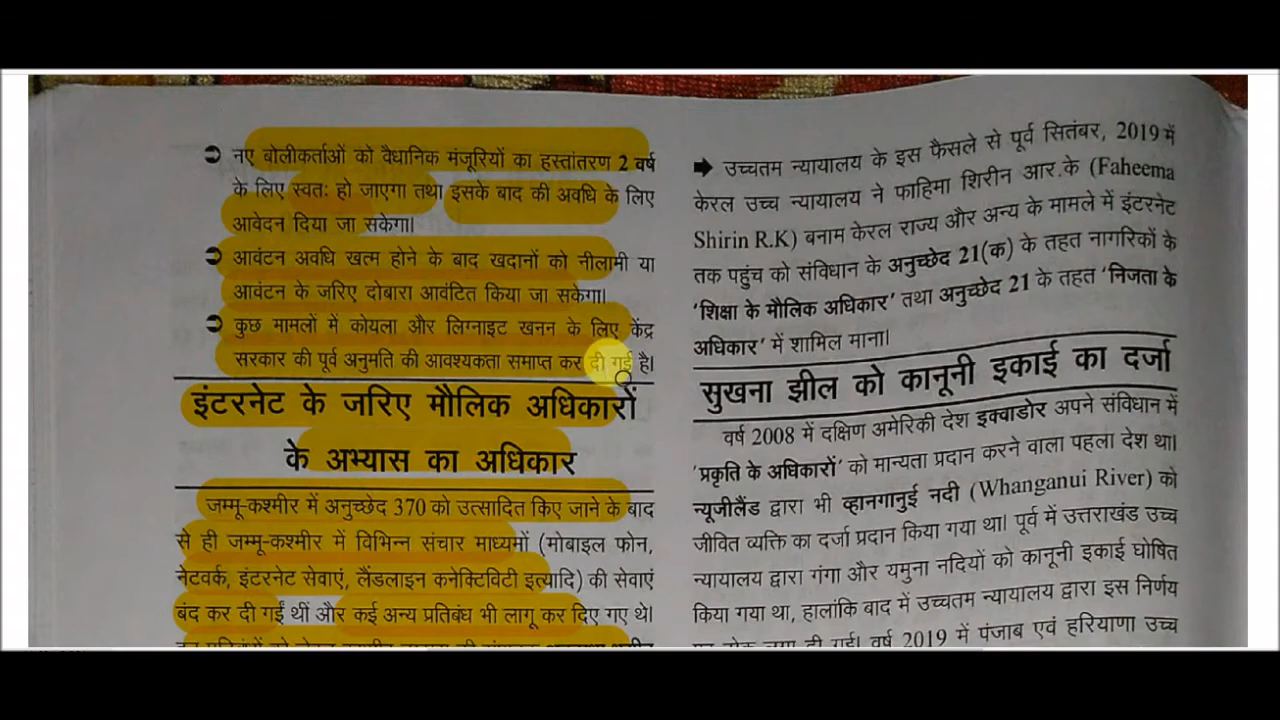 ➲ नए बोलीकर्ताओं को वैधानिक मंजूरियों का हस्तांतरण 2 वर्ष
के लिए स्वतः हो जाएगा तथा इसके बाद की अवधि के लिए
आवेदन दिया जा सकेगा।
➲ आवंटन अवधि खत्म होने के बाद खदानों को नीलामी या
आवंटन के जरिए दोबारा आवंटित किया जा सकेगा।
➲ कुछ मामलों में कोयला और लिग्नाइट खनन के लिए केंद्र
सरकार की पूर्व अनुमति की आवश्यकता समाप्त कर दी गई है।
इंटरनेट के जरिए मौलिक अधिकारों
के अभ्यास का अधिकार
जम्मू-कश्मीर में अनुच्छेद 370 को उत्सादित किए जाने के बाद
से ही जम्मू-कश्मीर में विभिन्न संचार माध्यमों (मोबाइल फोन,
नेटवर्क, इंटरनेट सेवाएं, लैंडलाइन कनेक्टिविटी इत्यादि) की सेवाएं
बंद कर दी गईं थीं और कई अन्य प्रतिबंध भी लागू कर दिए गए थे।
➡ उच्चतम न्यायालय के इस फैसले से पूर्व सितंबर, 2019 में
केरल उच्च न्यायालय ने फाहिमा शिरीन आर.के (Faheema
Shirin R.K) बनाम केरल राज्य और अन्य के मामले में इंटरनेट
तक पहुंच को संविधान के अनुच्छेद 21(क) के तहत नागरिकों के
'शिक्षा के मौलिक अधिकार' तथा अनुच्छेद 21 के तहत 'निजता के
अधिकार' में शामिल माना।
सुखना झील को कानूनी इकाई का दर्जा
वर्ष 2008 में दक्षिण अमेरिकी देश इक्वाडोर अपने संविधान में
'प्रकृति के अधिकारों' को मान्यता प्रदान करने वाला पहला देश था।
न्यूजीलैंड द्वारा भी व्हानगानुई नदी (Whanganui River) को
जीवित व्यक्ति का दर्जा प्रदान किया गया था। पूर्व में उत्तराखंड उच्च
न्यायालय द्वारा गंगा और यमुना नदियों को कानूनी इकाई घोषित
किया गया था, हालांकि बाद में उच्चतम न्यायालय द्वारा इस निर्णय
दी गई। वर्ष 2019 में पंजाब एवं हरियाणा उच्च